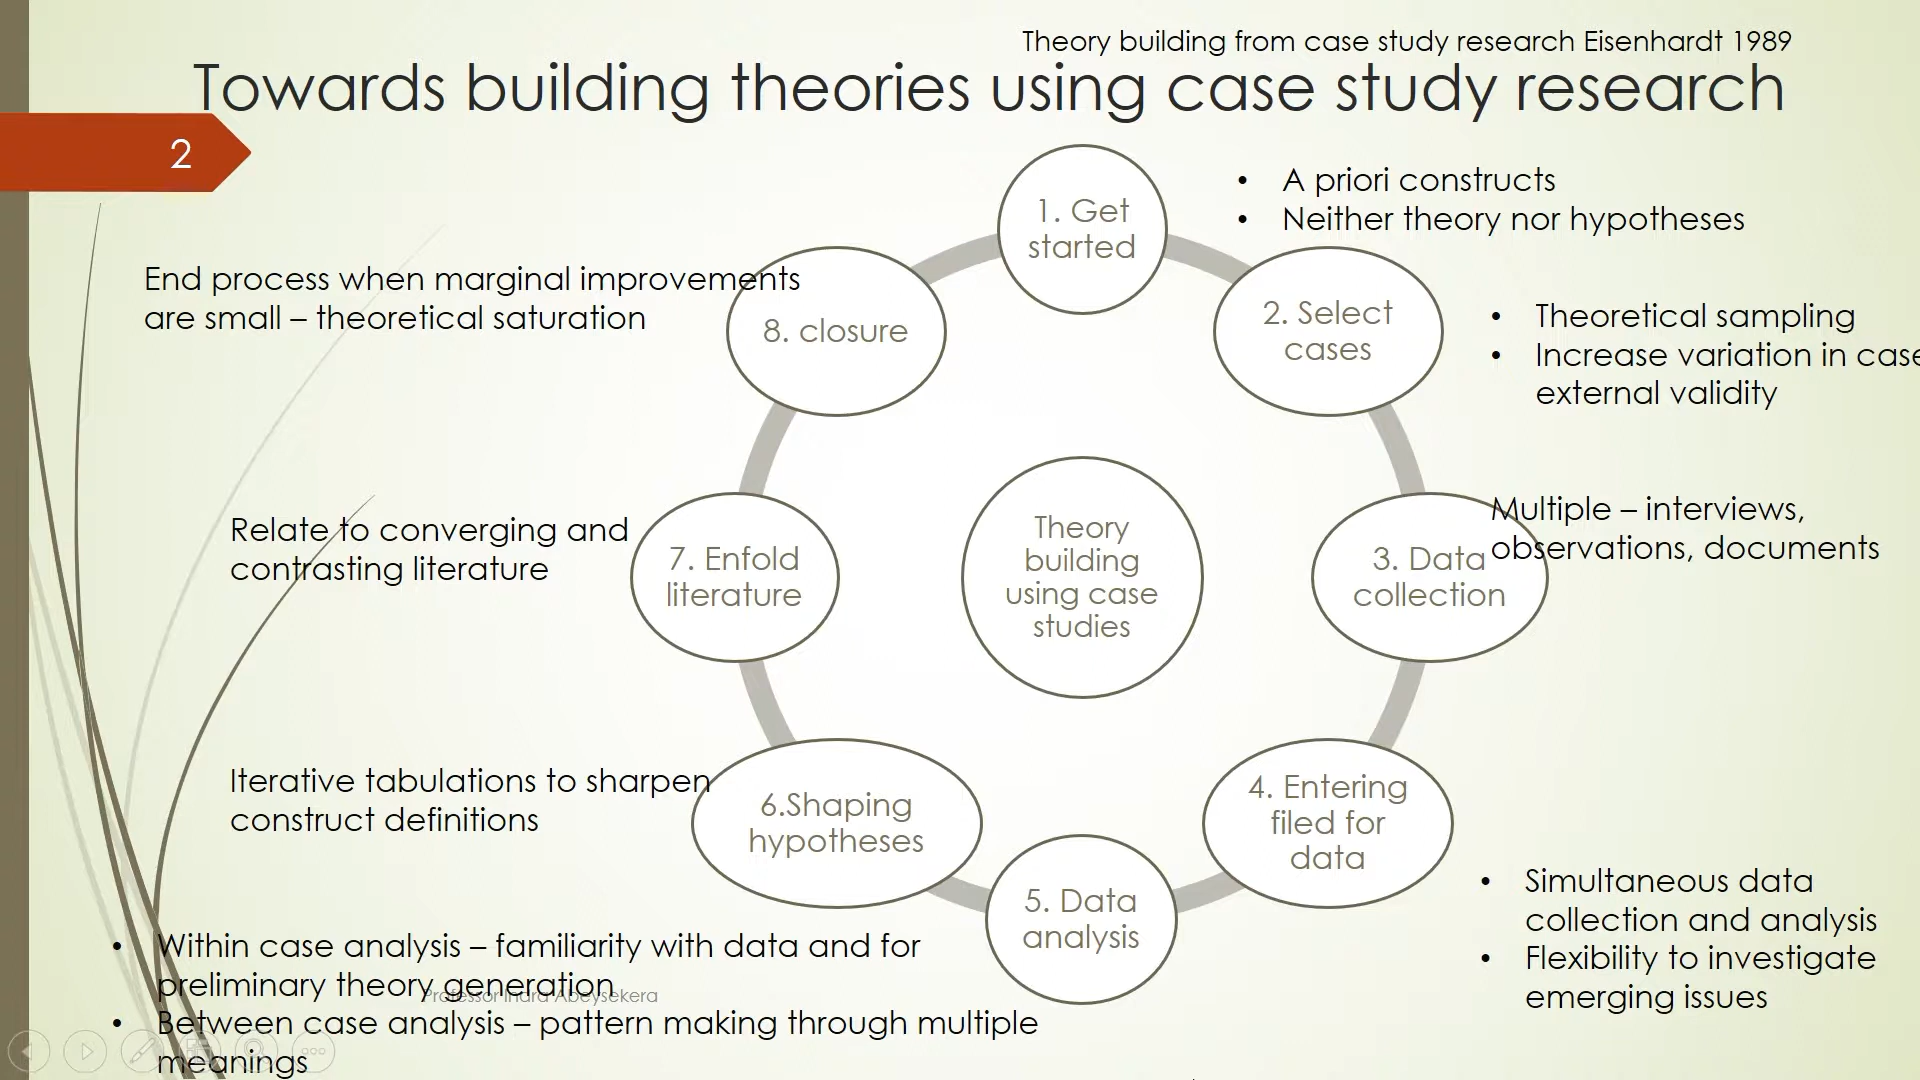 Theory building from case study research Eisenhardt 1989
Towards building theories using case study research
2
1. Get
started
• A priori constructs
• Neither theory nor hypotheses
2. Select
cases
• Theoretical sampling
• Increase variation in case
external validity
3. Data
collection
Multiple – interviews,
observations, documents
4. Entering
filed for
data
• Simultaneous data
collection and analysis
• Flexibility to investigate
emerging issues
5. Data
analysis
• Within case analysis – familiarity with data and for
preliminary theory generation
• Between case analysis – pattern making through multiple
meanings
6.Shaping
hypotheses
Iterative tabulations to sharpen
construct definitions
7. Enfold
literature
Relate to converging and
contrasting literature
8. closure
End process when marginal improvements
are small – theoretical saturation
Theory
building
using case
studies
Professor Indra Abeysekera